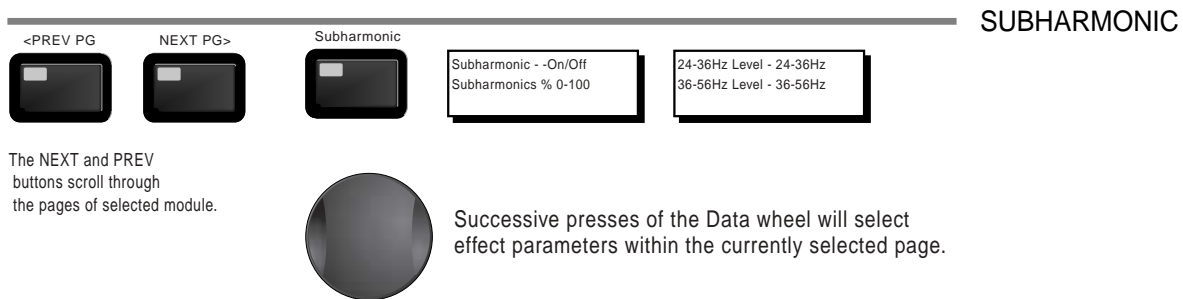 SUBHARMONIC
<PREV PG
NEXT PG>
Subharmonic
Subharmonic - -On/Off
Subharmonics % 0-100
24-36Hz Level - 24-36Hz
36-56Hz Level - 36-56Hz
The NEXT and PREV
buttons scroll through
the pages of selected module.
Successive presses of the Data wheel will select
effect parameters within the currently selected page.